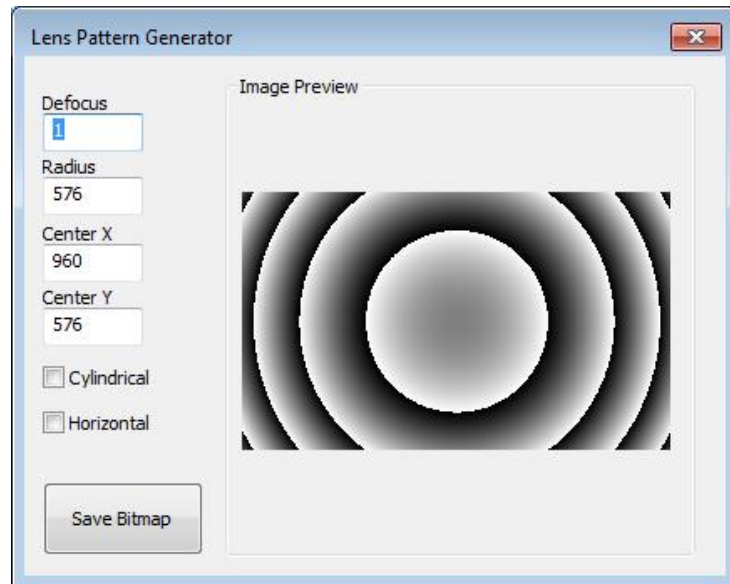 Lens Pattern Generator
Image Preview
Defocus
1
Radius
576
Center X
960
Center Y
576
Cylindrical
Horizontal
Save Bitmap